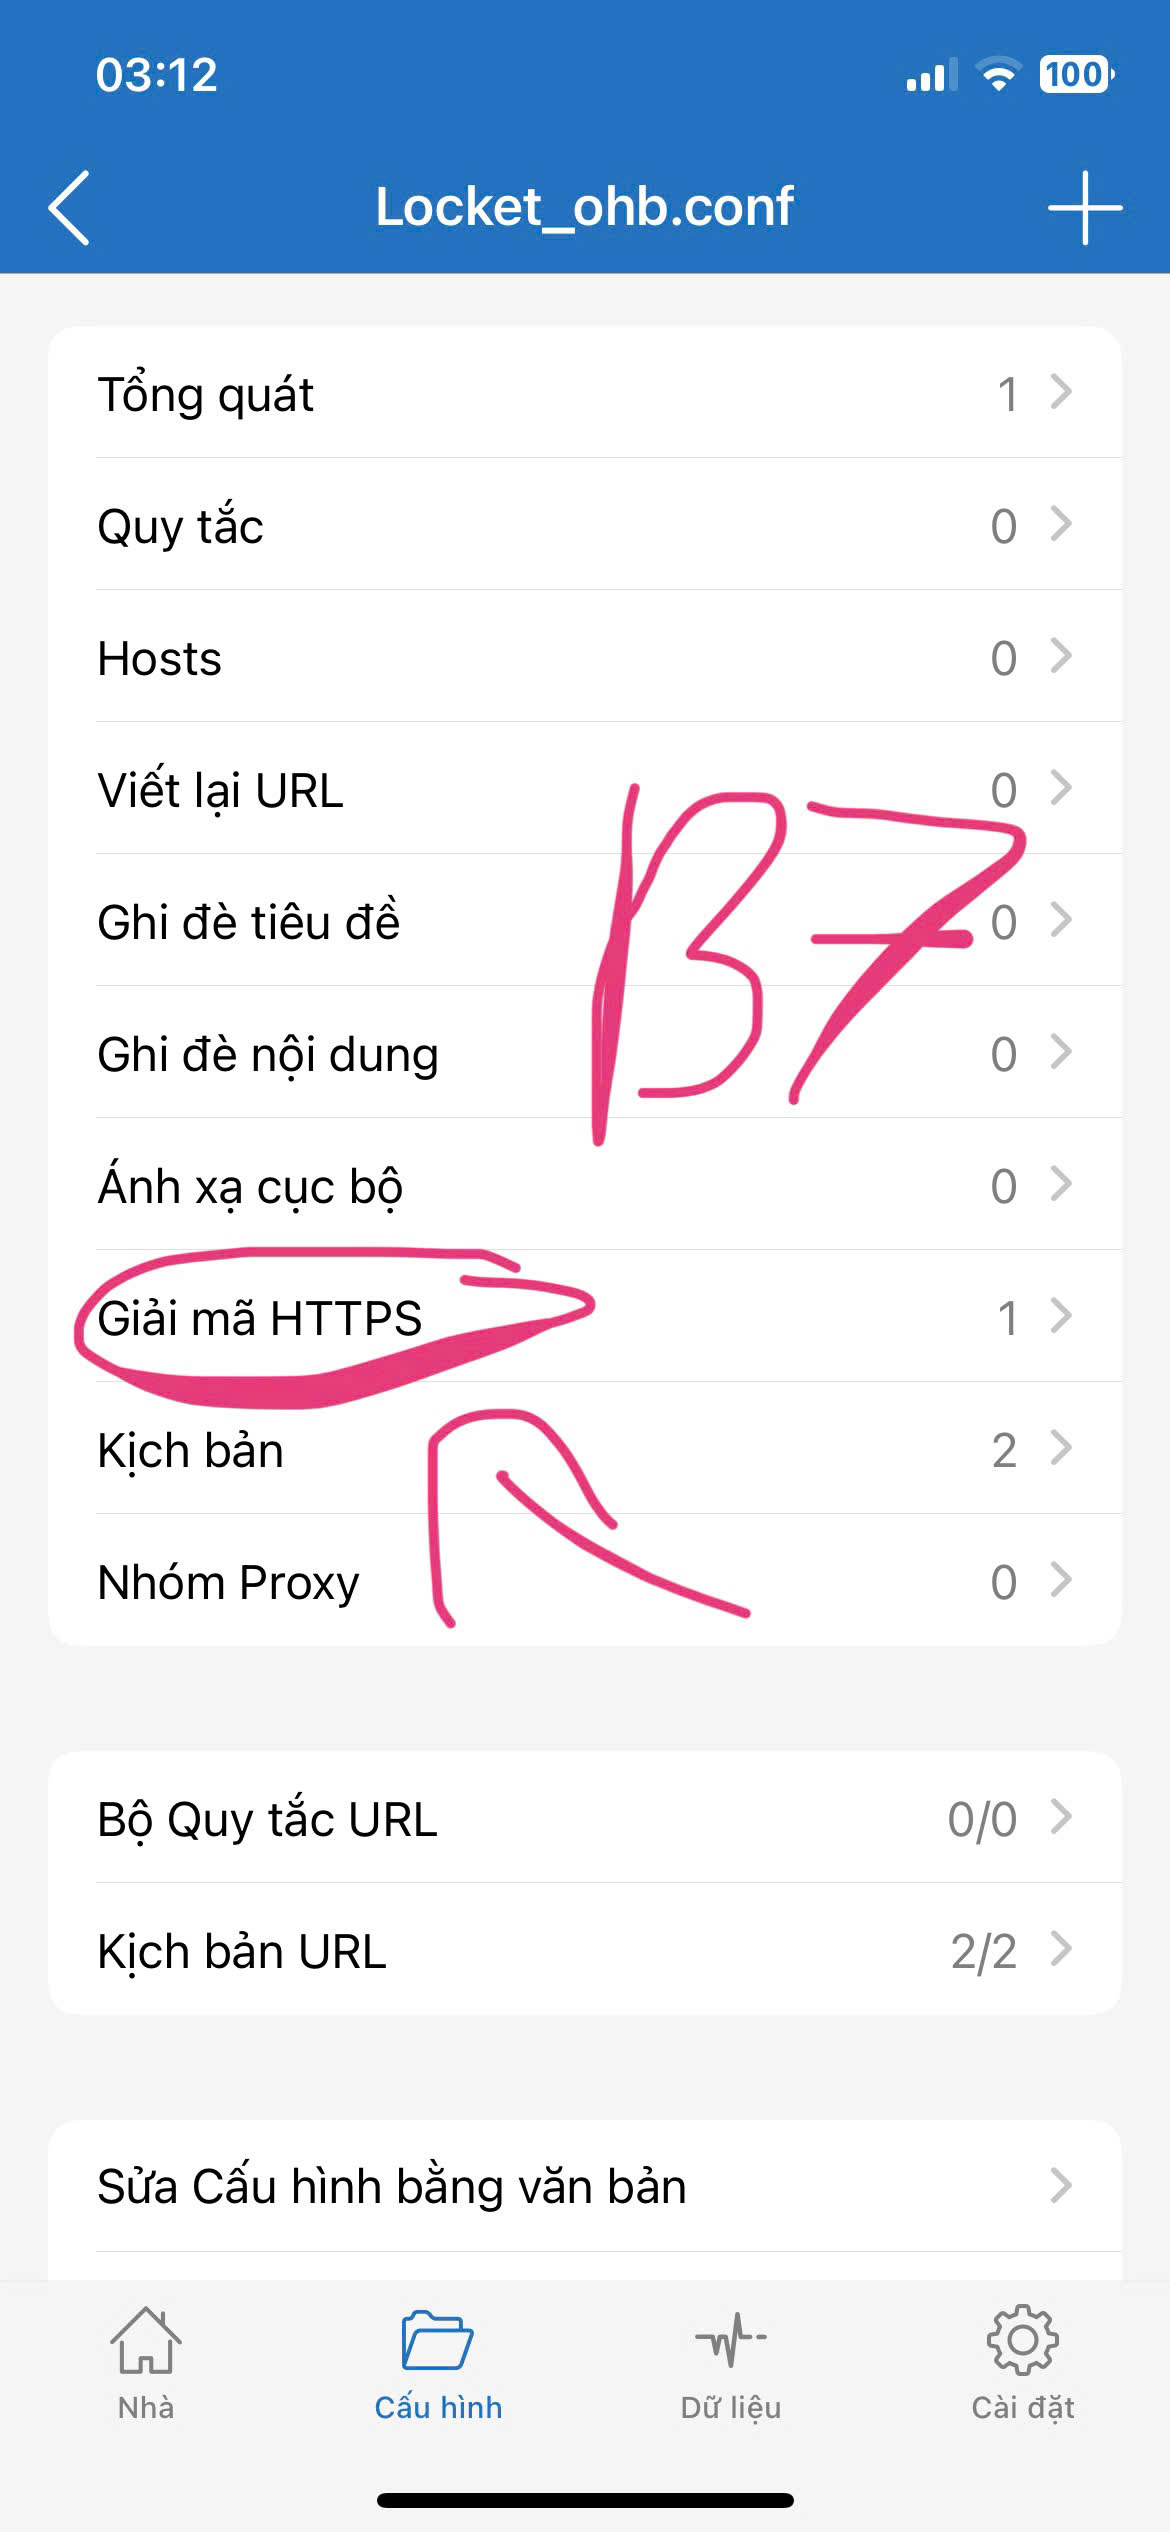 03:12
100
Locket_ohb.conf
Tổng quát 1
Quy tắc 0
Hosts 0
Viết lại URL 0
B7
Ghi đè tiêu đề 0
Ghi đè nội dung 0
Ánh xạ cục bộ 0
Giải mã HTTPS 1
Kịch bản 2
Nhóm Proxy 0
Bộ Quy tắc URL 0/0
Kịch bản URL 2/2
Sửa Cấu hình bằng văn bản
Nhà Cấu hình Dữ liệu Cài đặt